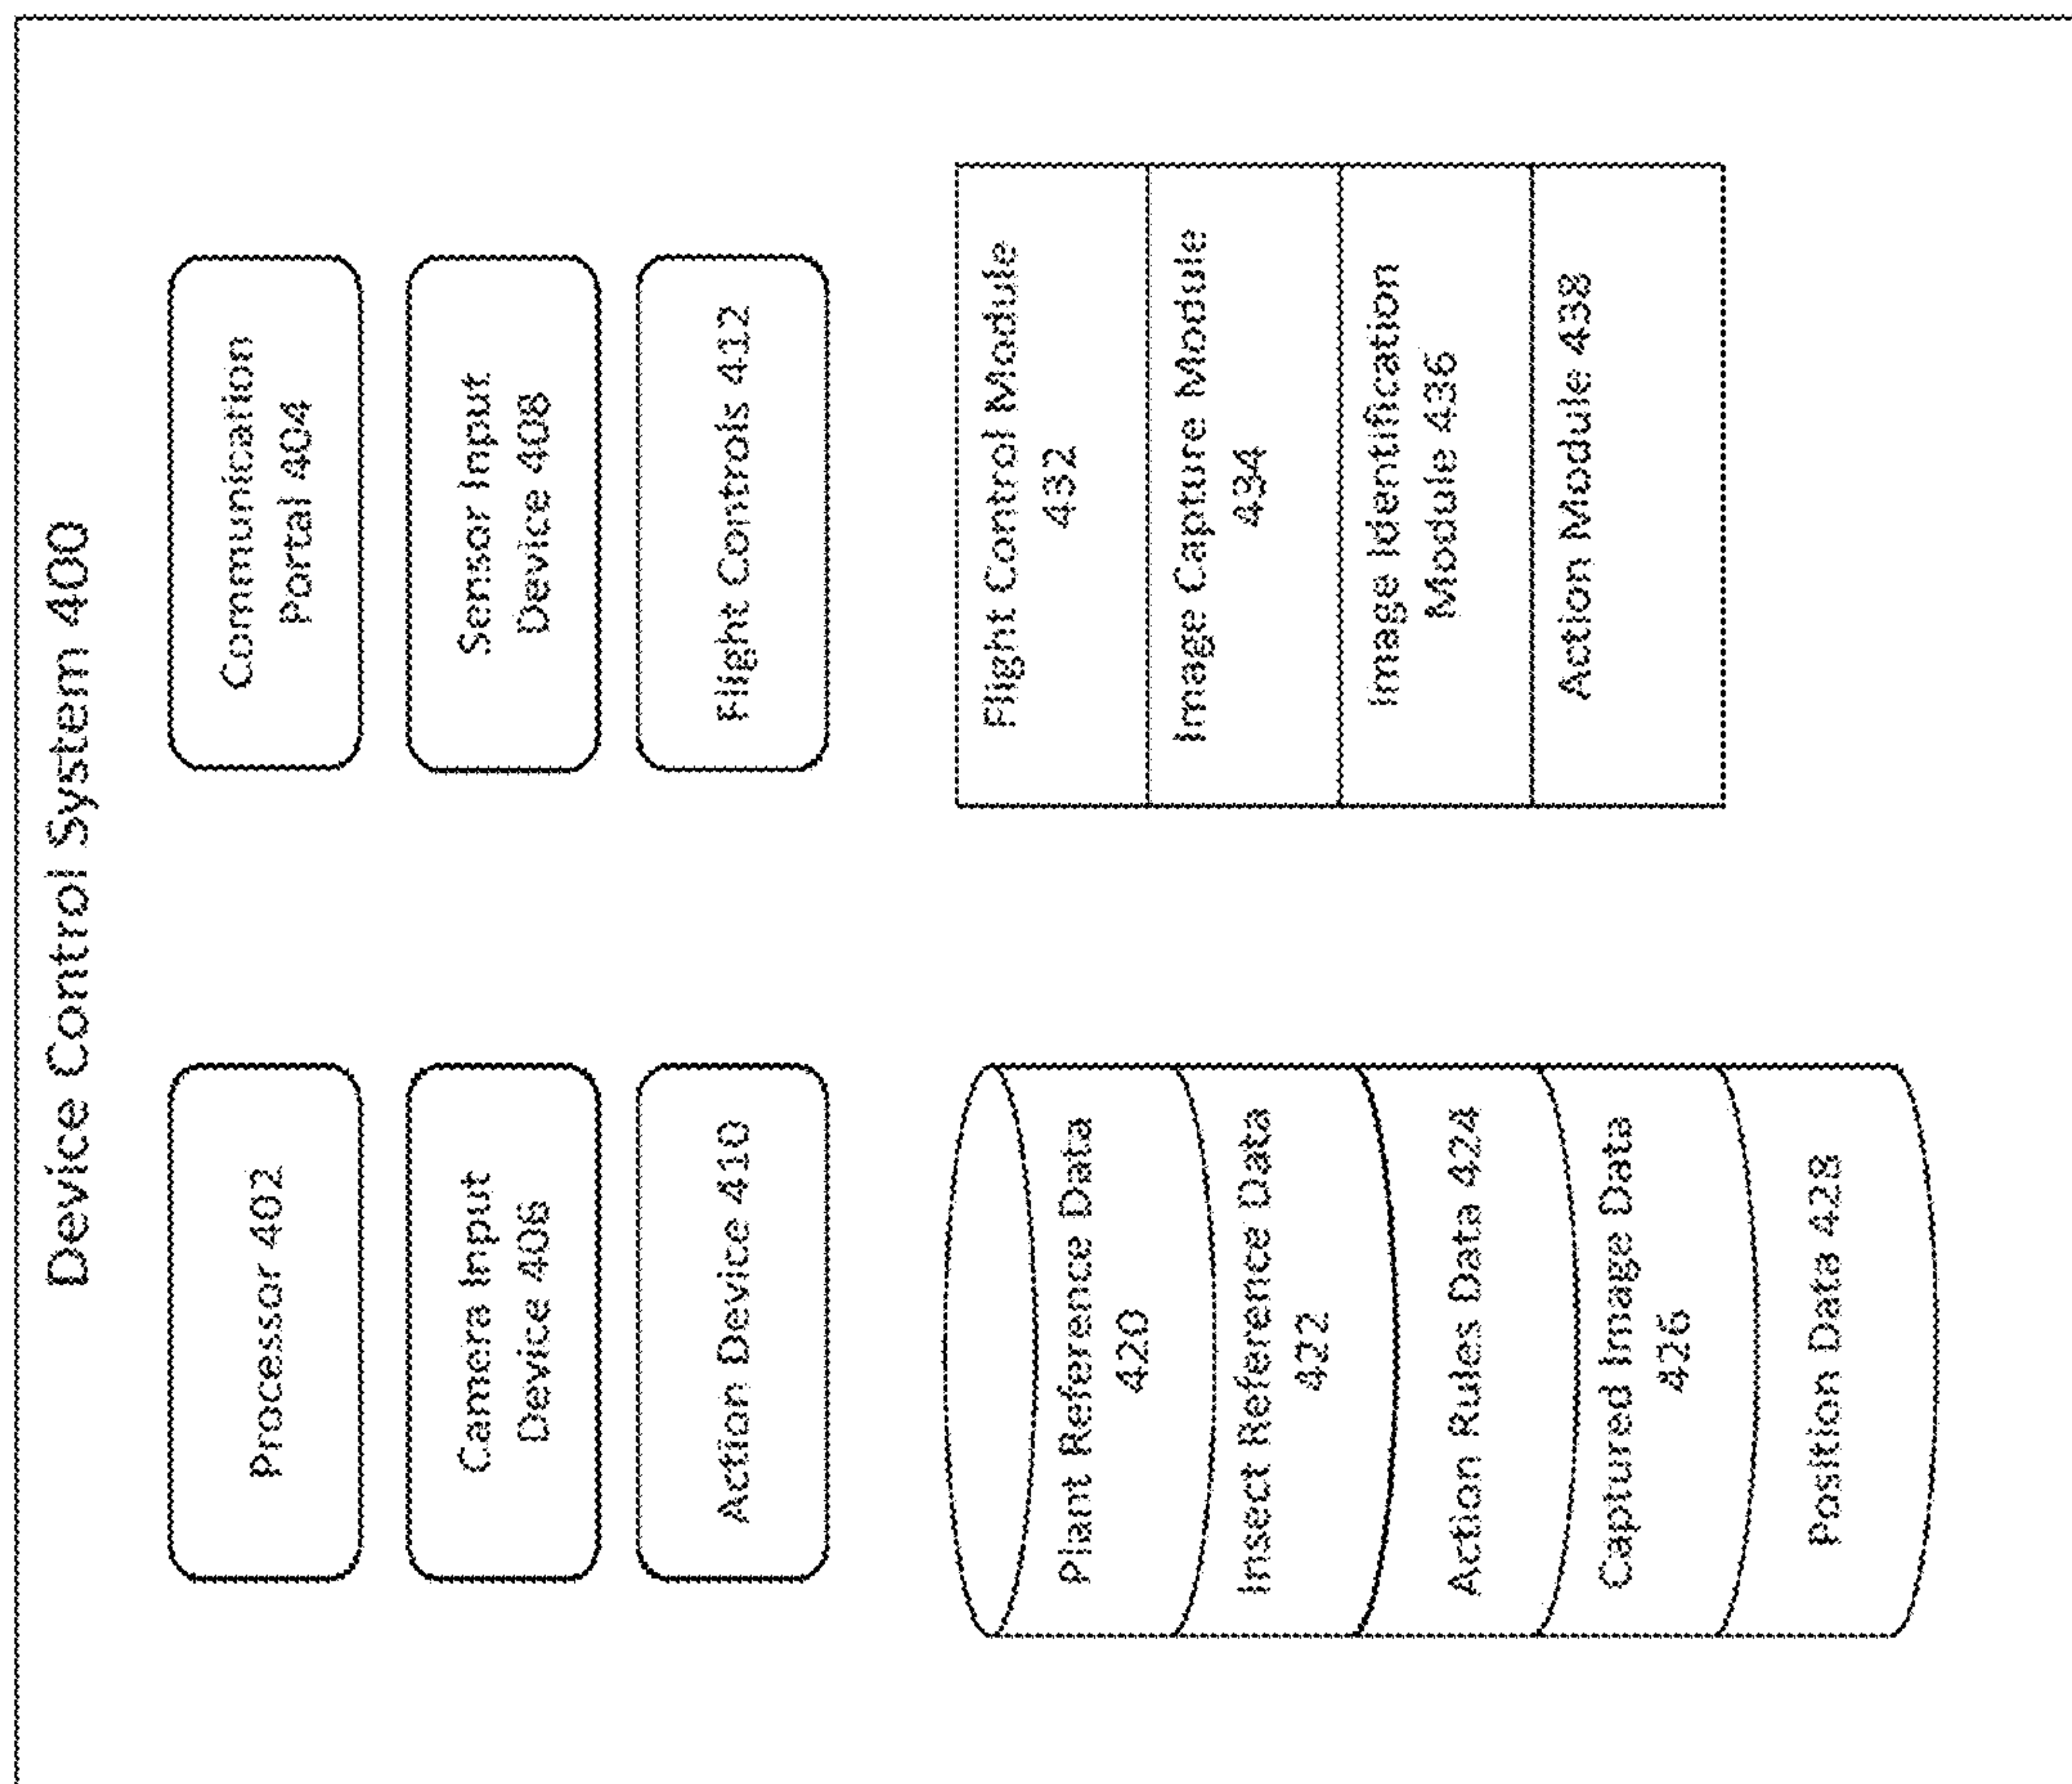 Device Control System 400
Processor 402
Communication
Portal 404
Camera Input
Device 406
Sensor Input
Device 408
Action Device 410
Flight Controls 412
Plant Reference Data
420
Insect Reference Data
422
Action Rules Data 424
Captured Image Data
426
Position Data 428
Flight Control Module
432
Image Capture Module
434
Image Identification
Module 436
Action Module 438